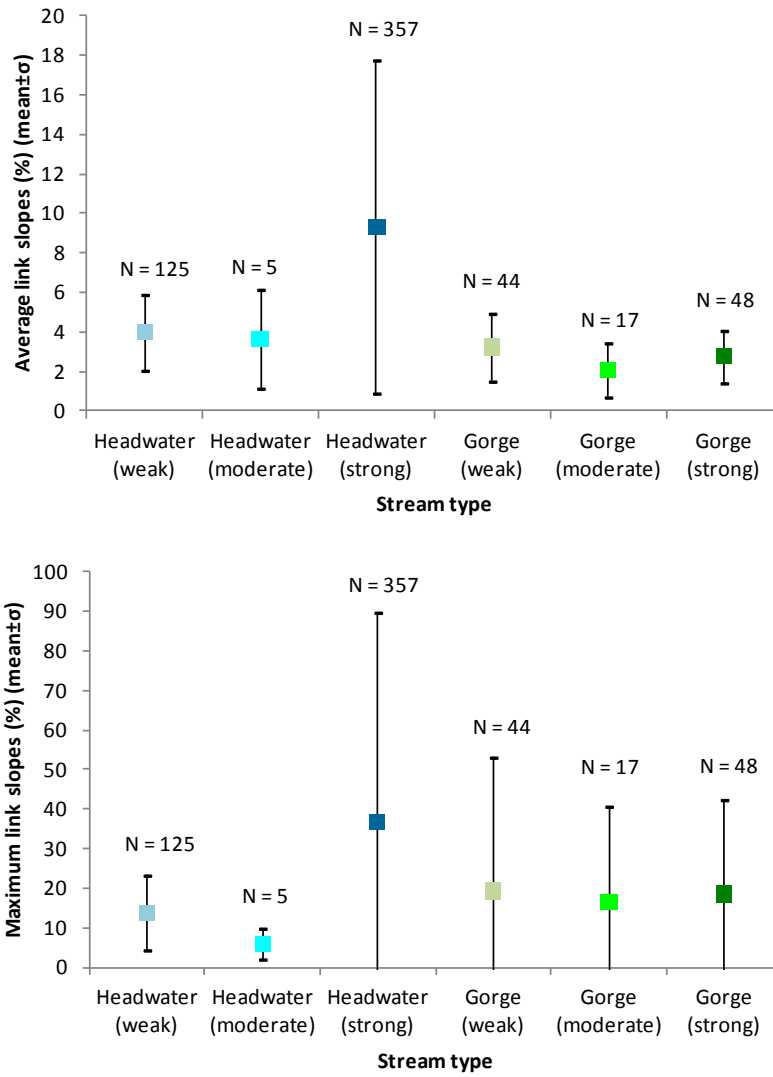 N = 357
20
18
16
14
12
10
8
6
4
2
0
Average link slopes (%) (mean±σ)
N = 125
N = 5
N = 44
N = 17
N = 48
Headwater (weak)
Headwater (moderate)
Headwater (strong)
Gorge (weak)
Gorge (moderate)
Gorge (strong)
Stream type
100
90
80
70
60
50
40
30
20
10
0
Maximum link slopes (%) (mean±σ)
N = 357
N = 44
N = 17
N = 48
N = 125
N = 5
Headwater (weak)
Headwater (moderate)
Headwater (strong)
Gorge (weak)
Gorge (moderate)
Gorge (strong)
Stream type